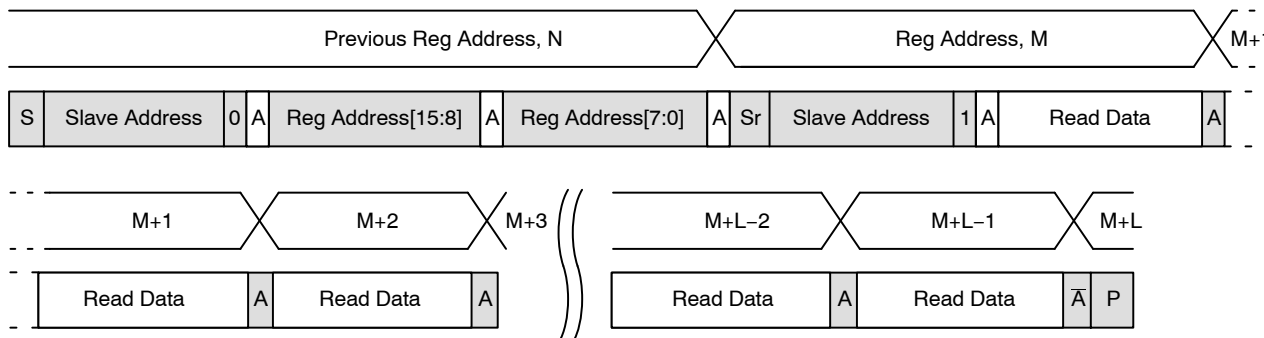 Previous Reg Address, N Reg Address, M M+1
S Slave Address 0 A Reg Address[15:8] A Reg Address[7:0] A Sr Slave Address 1 A Read Data A
M+1 M+2 M+3 M+L−2 M+L−1 M+L
Read Data A Read Data A Read Data A Read Data A̅ P